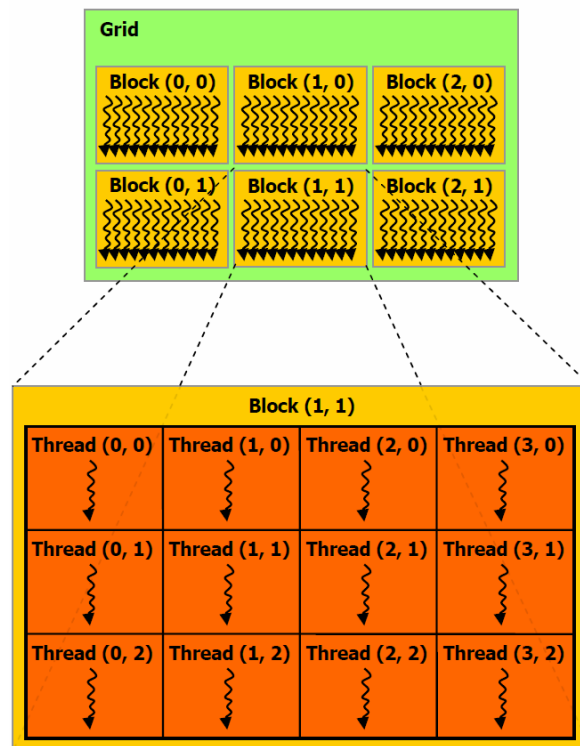 Grid
Block (0, 0) Block (1, 0) Block (2, 0)
Block (0, 1) Block (1, 1) Block (2, 1)
Block (1, 1)
Thread (0, 0) Thread (1, 0) Thread (2, 0) Thread (3, 0)
Thread (0, 1) Thread (1, 1) Thread (2, 1) Thread (3, 1)
Thread (0, 2) Thread (1, 2) Thread (2, 2) Thread (3, 2)